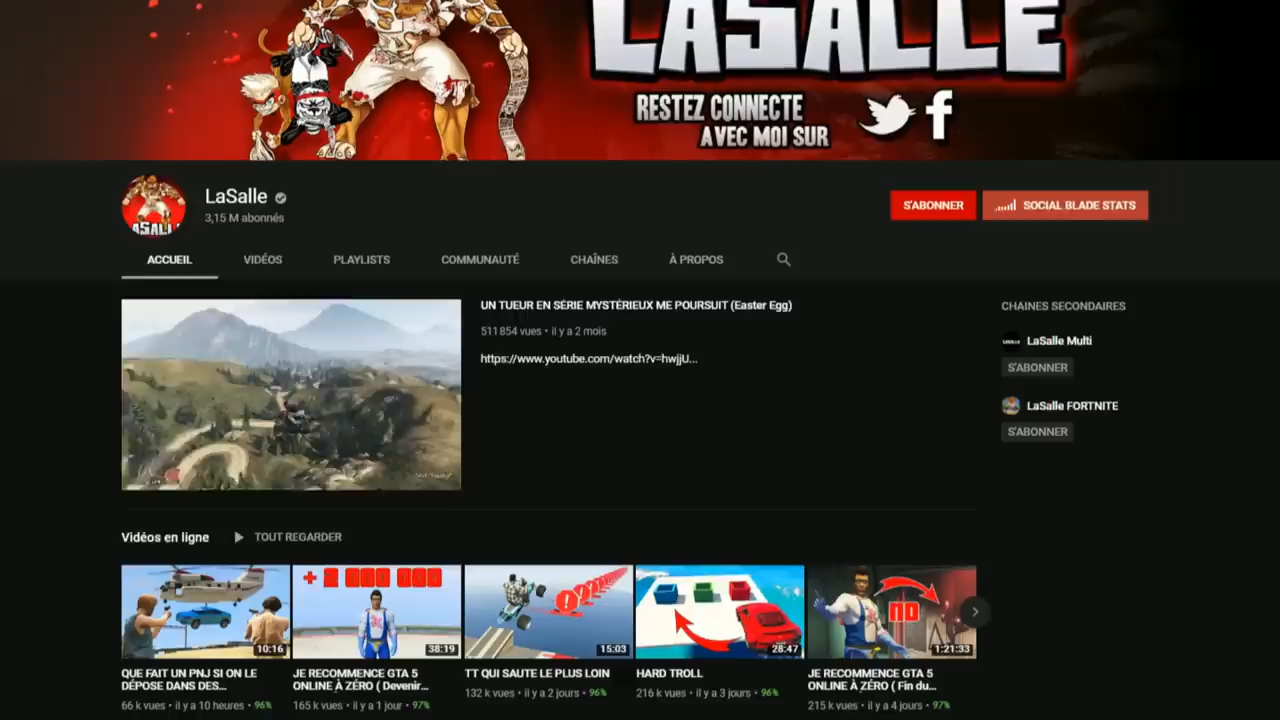 LASALLE
RESTEZ CONNECTE
AVEC MOI SUR
LaSalle
3,15 M abonnés
S'ABONNER
SOCIAL BLADE STATS
ACCUEIL
VIDÉOS
PLAYLISTS
COMMUNAUTÉ
CHAÎNES
À PROPOS
UN TUEUR EN SÉRIE MYSTÉRIEUX ME POURSUIT (Easter Egg)
511 854 vues • il y a 2 mois
https://www.youtube.com/watch?v=hwjjU...
CHAINES SECONDAIRES
LaSalle Multi
S'ABONNER
LaSalle FORTNITE
S'ABONNER
Vidéos en ligne
TOUT REGARDER
10:16
38:19
15:03
28:47
NO
1:21:33
QUE FAIT UN PNJ SI ON LE
DÉPOSE DANS DES...
66 k vues • il y a 10 heures • 96%
JE RECOMMENCE GTA 5
ONLINE À ZÉRO ( Devenir...
165 k vues • il y a 1 jour • 97%
TT QUI SAUTE LE PLUS LOIN
132 k vues • il y a 2 jours • 96%
HARD TROLL
216 k vues • il y a 3 jours • 96%
JE RECOMMENCE GTA 5
ONLINE À ZÉRO ( Fin du...
215 k vues • il y a 4 jours • 97%